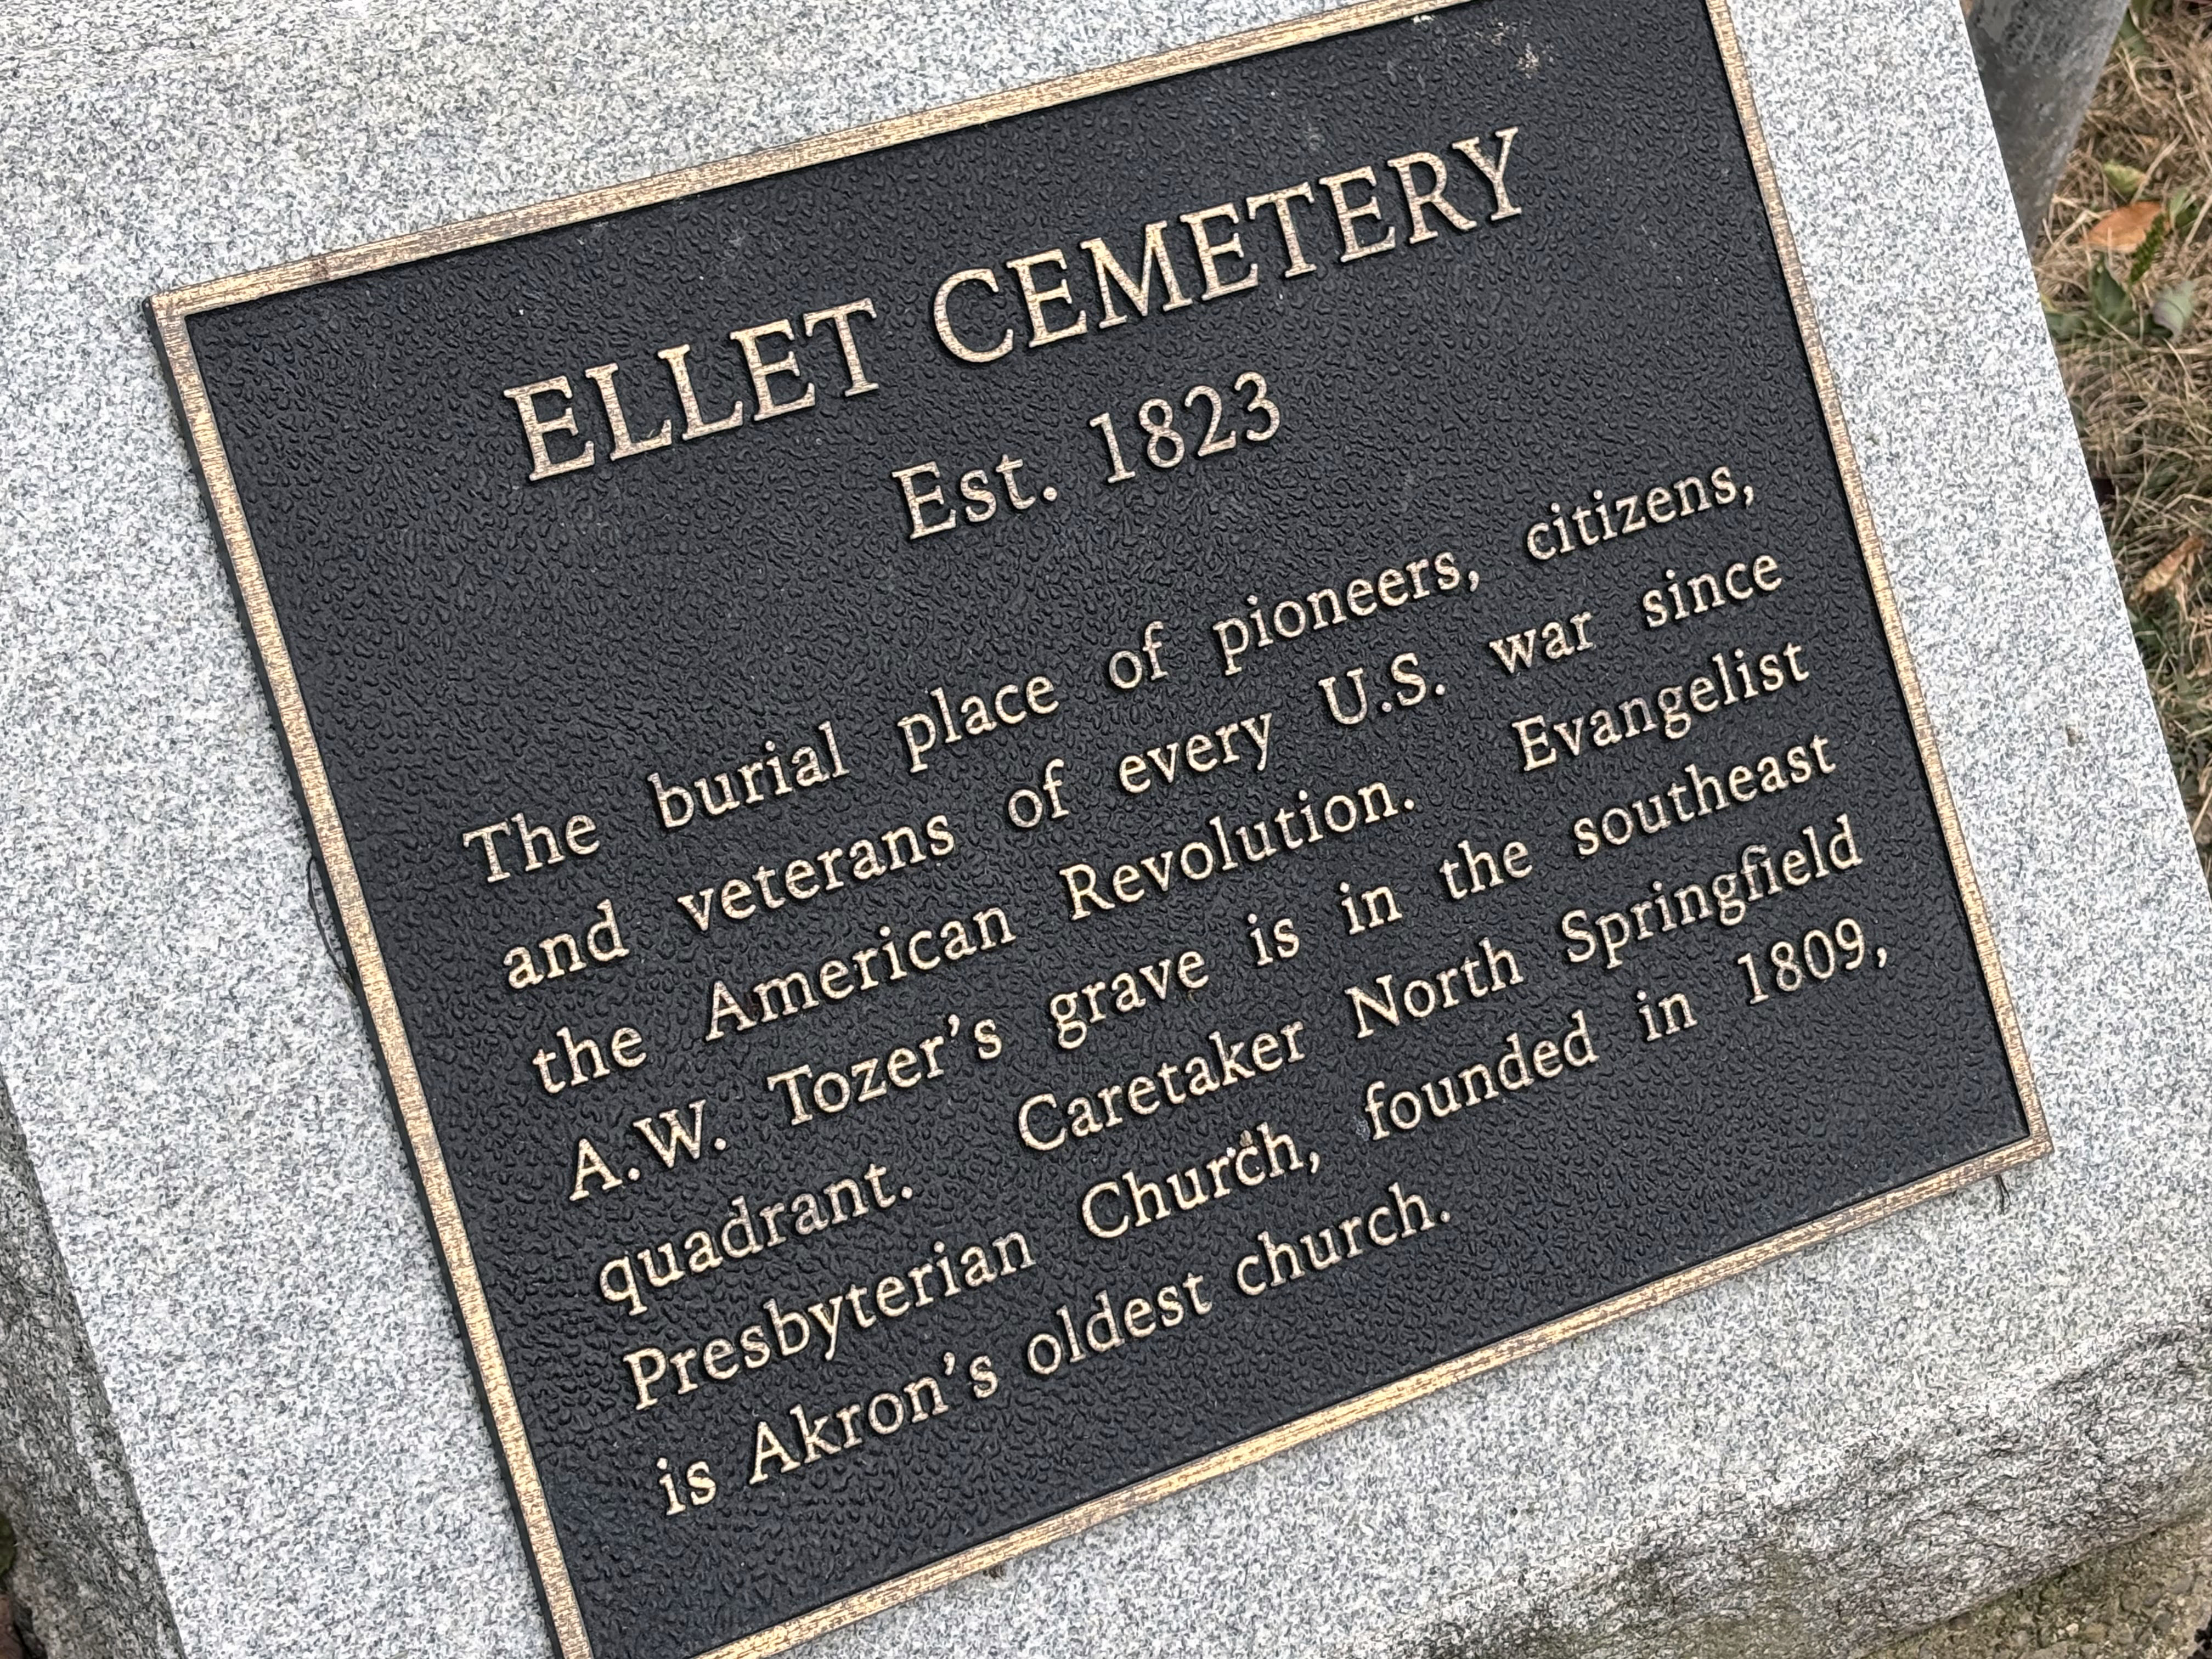 ELLET CEMETERY
Est. 1823
The burial place of pioneers, citizens,
and veterans of every U.S. war since
the American Revolution. Evangelist
A.W. Tozer's grave is in the southeast
quadrant. Caretaker North Springfield
Presbyterian Church, founded in 1809,
is Akron's oldest church.